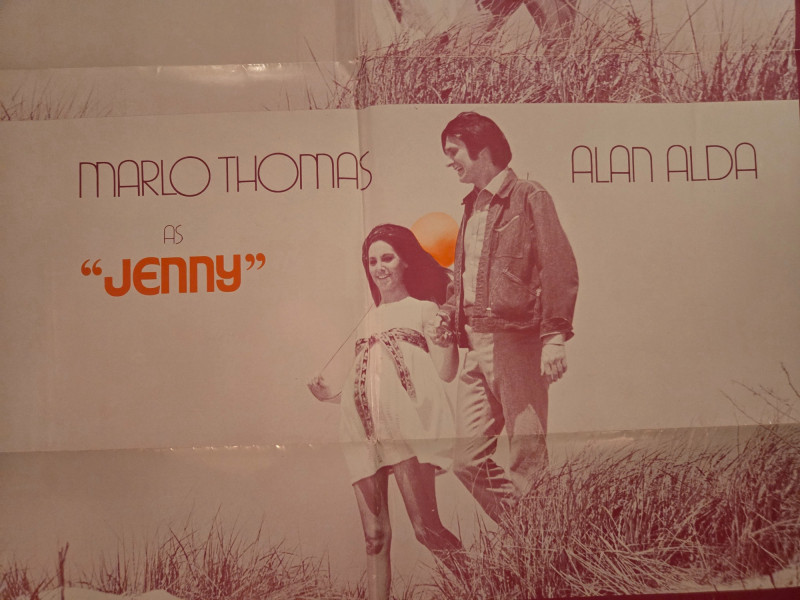 MARLO THOMAS
ALAN ALDA
AS
“JENNY”